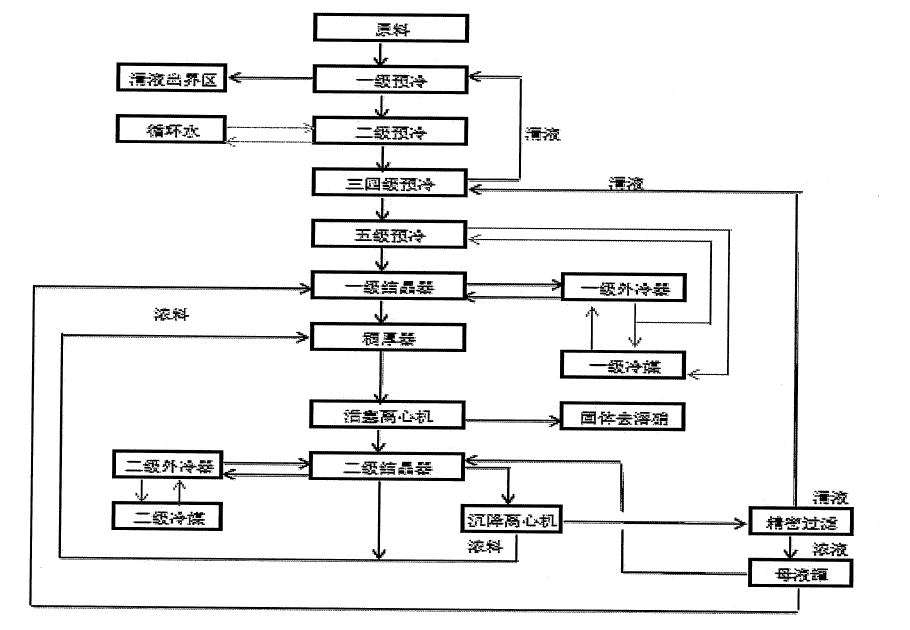 原料
清液出界区
一级预冷
循环水
二级预冷
清液
三四级预冷
清液
五级预冷
一级结晶器
一级外冷器
浓料
稠厚器
一级冷媒
活塞离心机
固体去溶硝
二级外冷器
二级结晶器
清液
二级冷媒
沉降离心机
精密过滤
浓料
浓液
母液罐